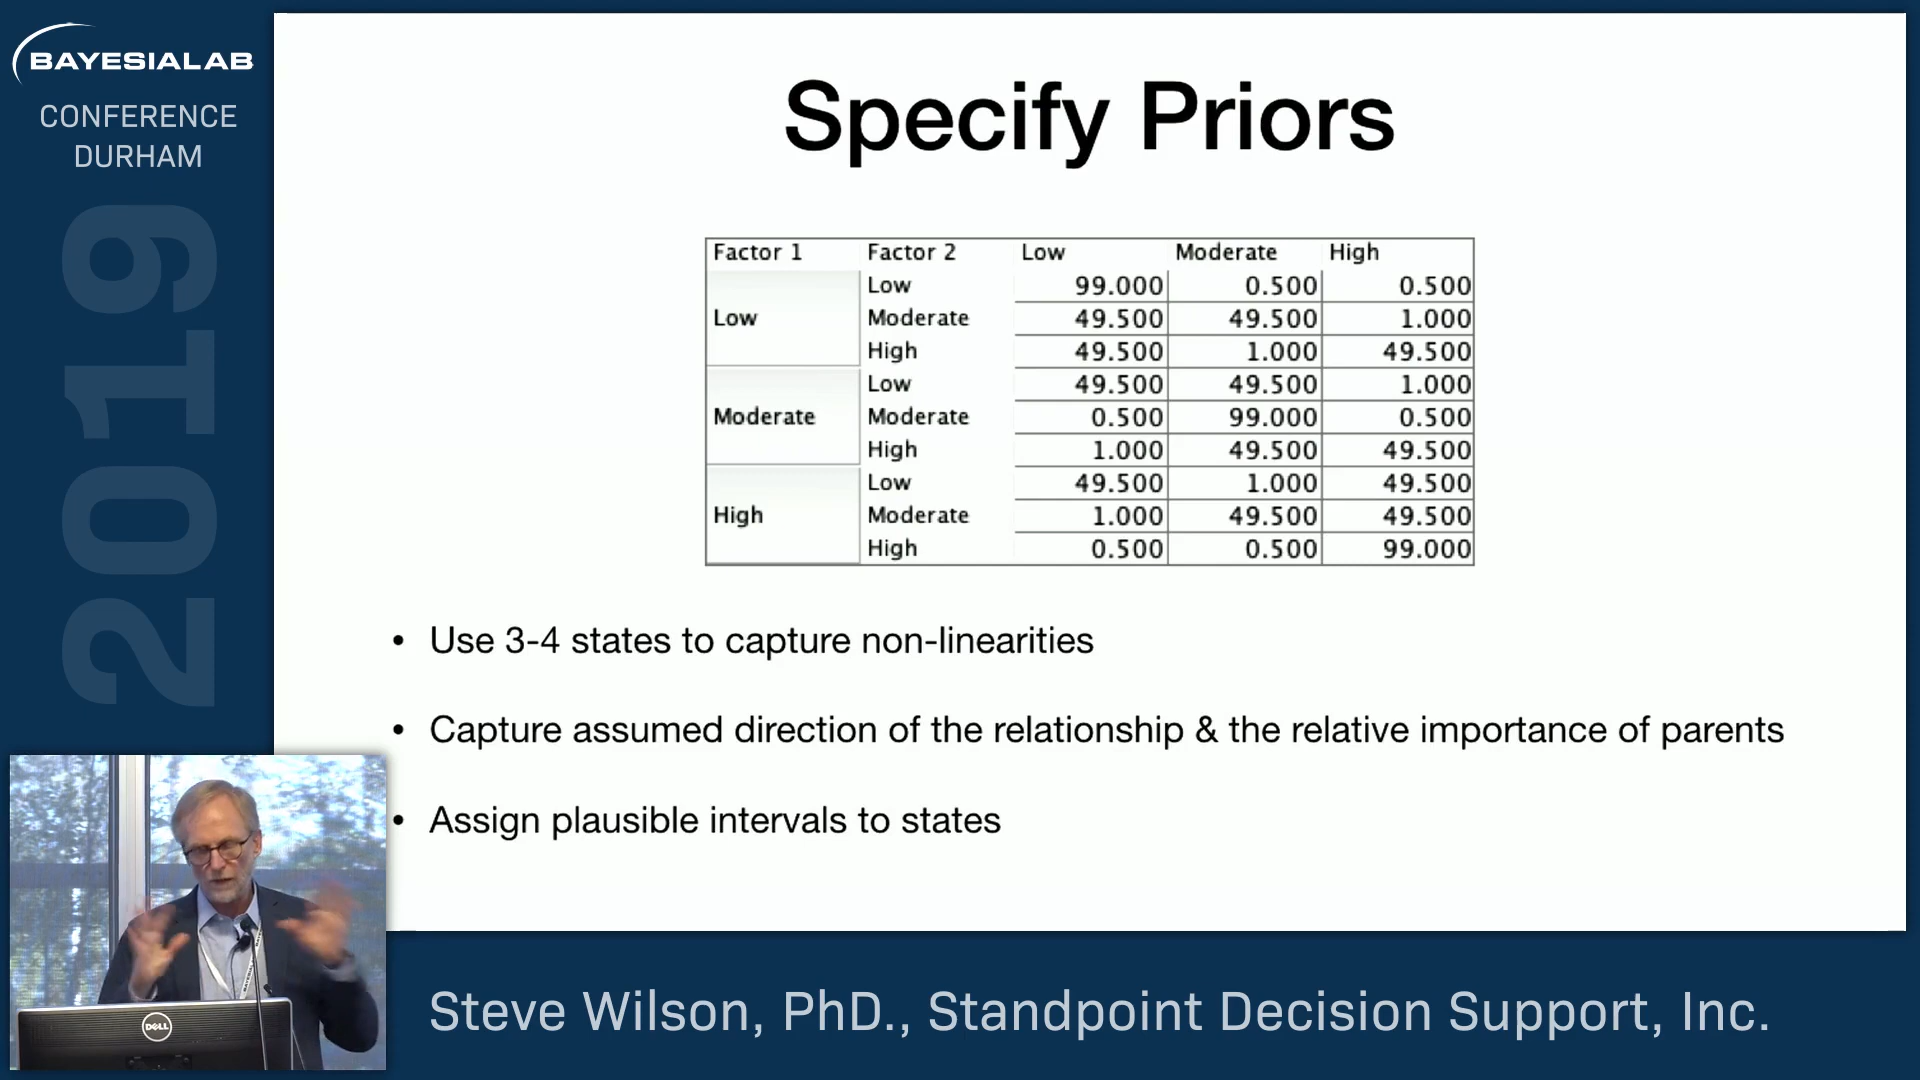 BAYESIALAB
CONFERENCE
DURHAM
2019
Specify Priors
Factor 1 Factor 2 Low Moderate High
Low Low 99.000 0.500 0.500
Moderate 49.500 49.500 1.000
High 49.500 1.000 49.500
Moderate Low 49.500 49.500 1.000
Moderate 0.500 99.000 0.500
High 1.000 49.500 49.500
High Low 49.500 1.000 49.500
Moderate 1.000 49.500 49.500
High 0.500 0.500 99.000
• Use 3-4 states to capture non-linearities
• Capture assumed direction of the relationship & the relative importance of parents
• Assign plausible intervals to states
DELL
Steve Wilson, PhD., Standpoint Decision Support, Inc.